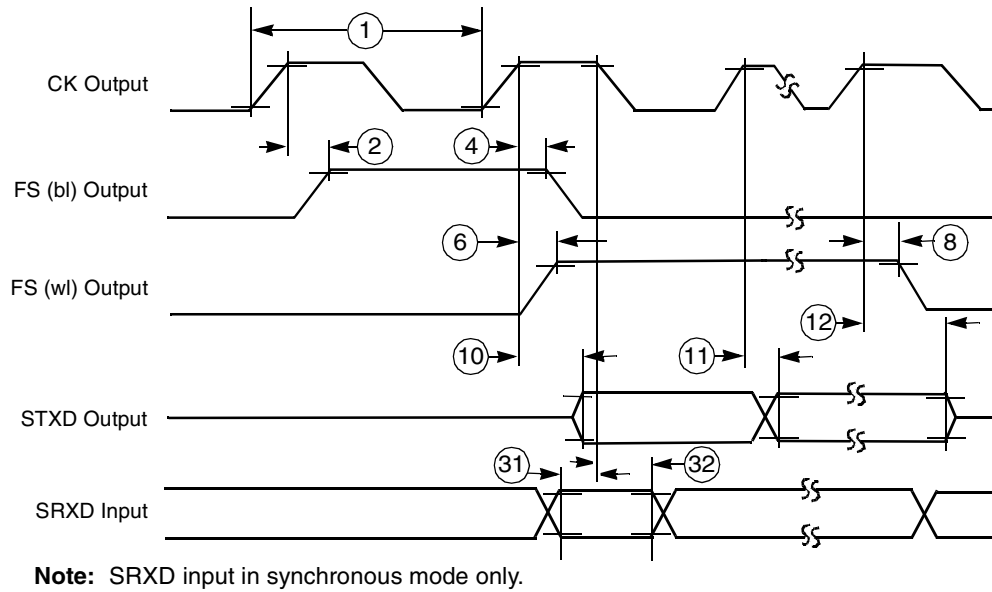 1
CK Output
2
4
FS (bl) Output
6
8
FS (wl) Output
12
10
11
STXD Output
31
32
SRXD Input
Note: SRXD input in synchronous mode only.